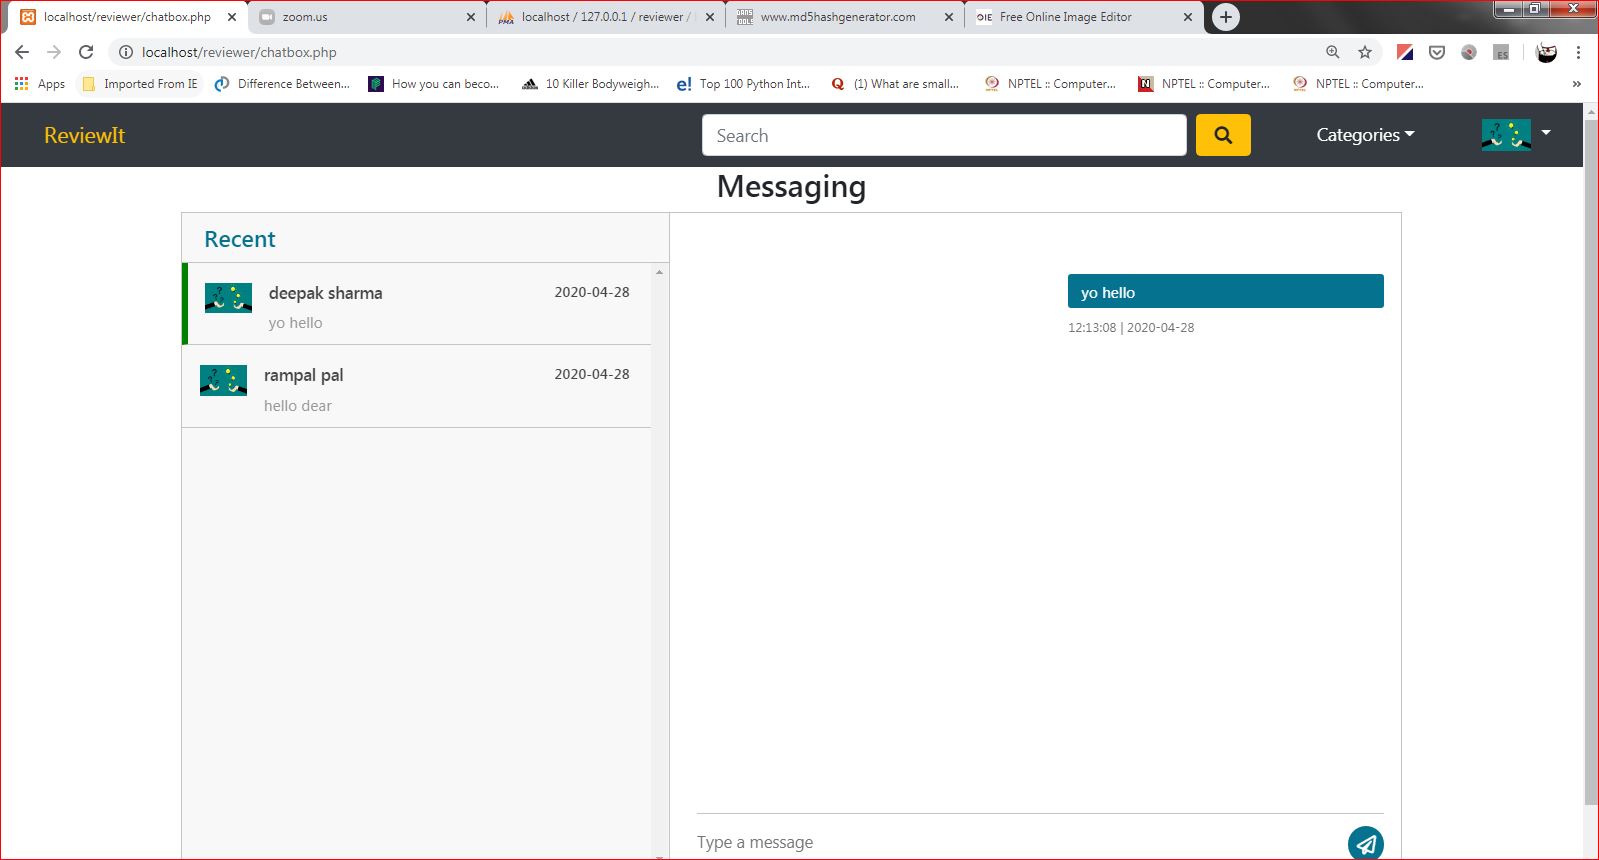 localhost/reviewer/chatbox.php
zoom.us
localhost / 127.0.0.1 / reviewer /
www.md5hashgenerator.com
Free Online Image Editor
localhost/reviewer/chatbox.php
Apps
Imported From IE
Difference Between...
How you can beco...
10 Killer Bodyweigh...
Top 100 Python Int...
(1) What are small...
NPTEL :: Computer...
NPTEL :: Computer...
NPTEL :: Computer...
ReviewIt
Search
Categories
Messaging
Recent
deepak sharma
2020-04-28
yo hello
rampal pal
2020-04-28
hello dear
yo hello
12:13:08 | 2020-04-28
Type a message